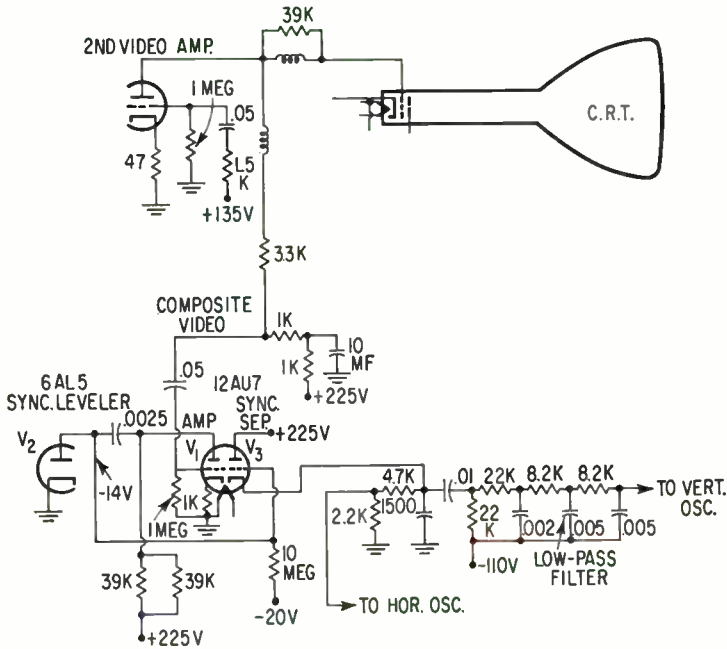 39K
2ND VIDEO AMP.
1 MEG
.05
C.R.T.
47
L5
K
+135V
3.3K
COMPOSITE
VIDEO
1K
10
MF
1K
+225V
.05
6AL5
SYNC. LEVELER
12AU7
SYNC.
SEP.
.0025
AMP
+225V
V2
V1
V3
-14V
4.7K
.01
22K
8.2K
8.2K
TO VERT.
OSC.
1500
2.2K
1K
1MEG
22
K
.002
.005
.005
10
MEG
LOW-PASS
FILTER
-110V
39K
39K
-20V
TO HOR. OSC.
+225V